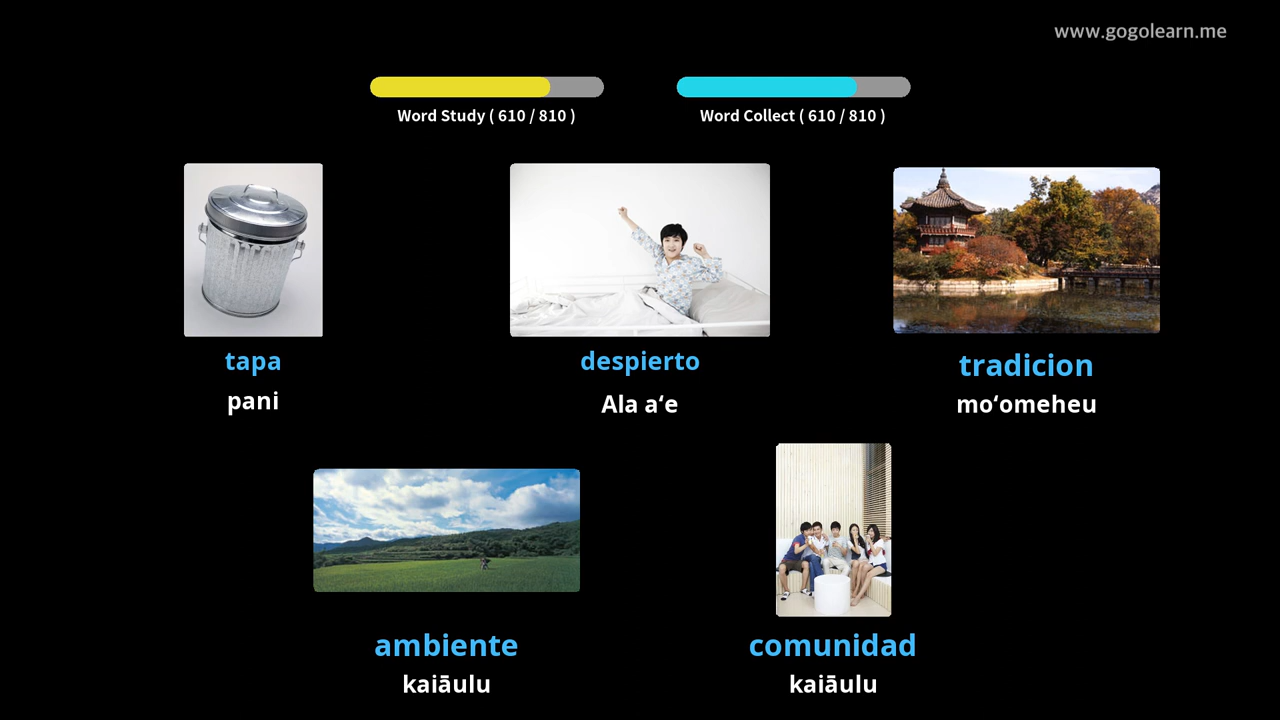 www.gogolearn.me
Word Study ( 610 / 810 )
Word Collect ( 610 / 810 )
tapa
pani
despierto
Ala aʻe
tradicion
moʻomeheu
ambiente
kaiāulu
comunidad
kaiāulu